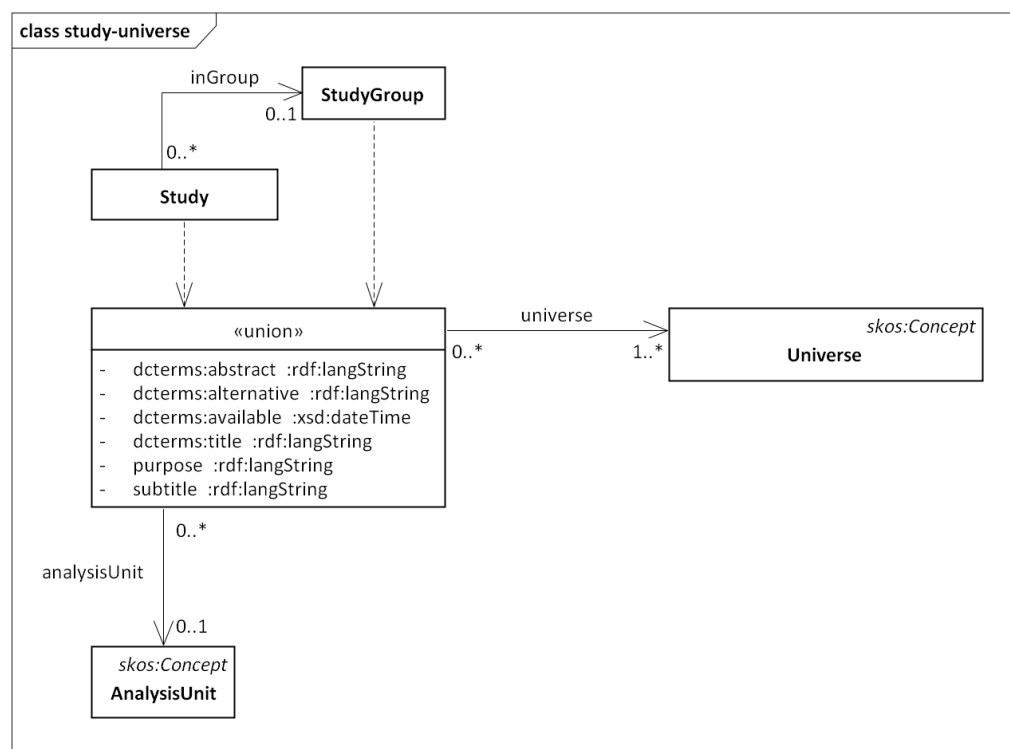 class study-universe
inGroup
StudyGroup
0..1
0..*
Study
«union»
- dcterms:abstract :rdf:langString
- dcterms:alternative :rdf:langString
- dcterms:available :xsd:dateTime
- dcterms:title :rdf:langString
- purpose :rdf:langString
- subtitle :rdf:langString
universe
0..*
1..*
skos:Concept
Universe
0..*
analysisUnit
0..1
skos:Concept
AnalysisUnit